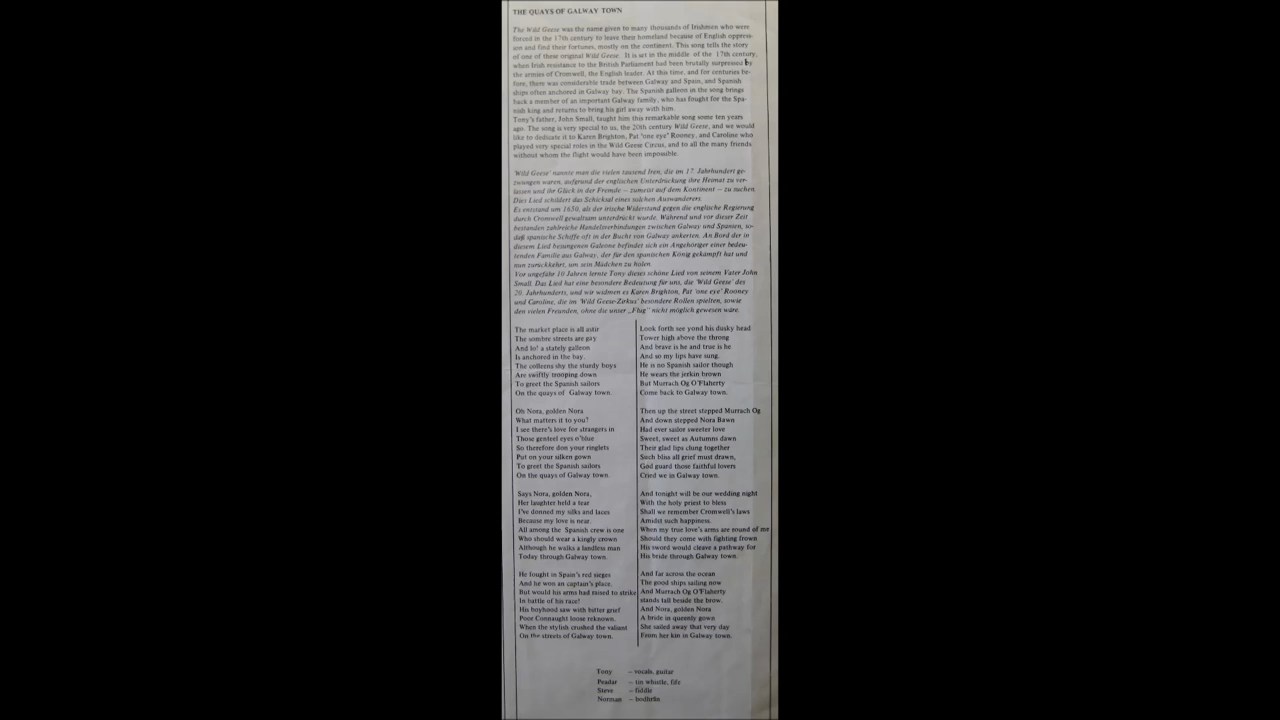 THE QUAYS OF GALWAY TOWN
The Wild Geese was the name given to many thousands of Irishmen who were
forced in the 17th century to leave their homeland because of English oppres-
sion and find their fortunes, mostly on the continent. This song tells the story
of one of these original Wild Geese. It is set in the middle of the 17th century,
when Irish resistance to the British Parliament had been brutally surpressed by
the armies of Cromwell, the English leader. At this time, and for centuries be-
fore, there was considerable trade between Galway and Spain, and Spanish
ships often anchored in Galway bay. The Spanish galleon in the song brings
back a member of an important Galway family, who has fought for the Spa-
nish king and returns to bring his girl away with him.
Tony's father, John Small, taught him this remarkable song some ten years
ago. The song is very special to us, the 20th century Wild Geese, and we would
like to dedicate it to Karen Brighton, Pat 'one eye' Rooney, and Caroline who
played very special roles in the Wild Geese Circus, and to all the many friends
without whom the flight would have been impossible.
'Wild Geese' nannte man die vielen tausend Iren, die im 17. Jahrhundert ge-
zwungen waren, aufgrund der englischen Unterdrückung ihre Heimat zu ver-
lassen und ihr Glück in der Fremde – zumeist auf dem Kontinent – zu suchen.
Dies Lied schildert das Schicksal eines solchen Auswanderers.
Es entstand um 1650, als der irische Widerstand gegen die englische Regierung
durch Cromwell gewaltsam unterdrückt wurde. Während und vor dieser Zeit
bestanden zahlreiche Handelsverbindungen zwischen Galway und Spanien, so-
daß spanische Schiffe oft in der Bucht von Galway ankerten. An Bord der in
diesem Lied besungenen Galeone befindet sich ein Angehöriger einer bedeu-
tenden Familie aus Galway, der für den spanischen König gekämpft hat und
nun zurückkehrt, um sein Mädchen zu holen.
Vor ungefähr 10 Jahren lernte Tony dieses schöne Lied von seinem Vater John
Small. Das Lied hat eine besondere Bedeutung für uns, die 'Wild Geese' des
20. Jahrhunderts, und wir widmen es Karen Brighton, Pat 'one eye' Rooney
und Caroline, die im 'Wild Geese-Zirkus' besondere Rollen spielten, sowie
den vielen Freunden, ohne die unser „Flug" nicht möglich gewesen wäre.
The market place is all astir
The sombre streets are gay
And lo! a stately galleon
Is anchored in the bay.
The colleens shy the sturdy boys
Are swiftly trooping down
To greet the Spanish sailors
On the quays of Galway town.
Oh Nora, golden Nora
What matters it to you?
I see there's love for strangers in
Those genteel eyes o'blue
So therefore don your ringlets
Put on your silken gown
To greet the Spanish sailors
On the quays of Galway town.
Says Nora, golden Nora,
Her laughter held a tear
I've donned my silks and laces
Because my love is near.
All among the Spanish crew is one
Who should wear a kingly crown
Although he walks a landless man
Today through Galway town.
He fought in Spain's red sieges
And he won an captain's place.
But would his arms had raised to strike
In battle of his race!
His boyhood saw with bitter grief
Poor Connaught loose reknown.
When the stylish crushed the valiant
On the streets of Galway town.
Look forth see yond his dusky head
Tower high above the throng
And brave is he and true is he
And so my lips have sung.
He is no Spanish sailor though
He wears the jerkin brown
But Murrach Og O'Flaherty
Come back to Galway town.
Then up the street stepped Murrach Og
And down stepped Nora Bawn
Had ever sailor sweeter love
Sweet, sweet as Autumns dawn
Their glad lips clung together
Such bliss all grief must drawn,
God guard those faithful lovers
Cried we in Galway town.
And tonight will be our wedding night
With the holy priest to bless
Shall we remember Cromwell's laws
Amidst such happiness.
When my true love's arms are round of me
Should they come with fighting frown
His sword would cleave a pathway for
His bride through Galway town.
And far across the ocean
The good ships sailing now
And Murrach Og O'Flaherty
stands tall beside the brow.
And Nora, golden Nora
A bride in queenly gown
She sailed away that very day
From her kin in Galway town.
Tony – vocals, guitar
Peadar – tin whistle, fife
Steve – fiddle
Norman – bodhrán